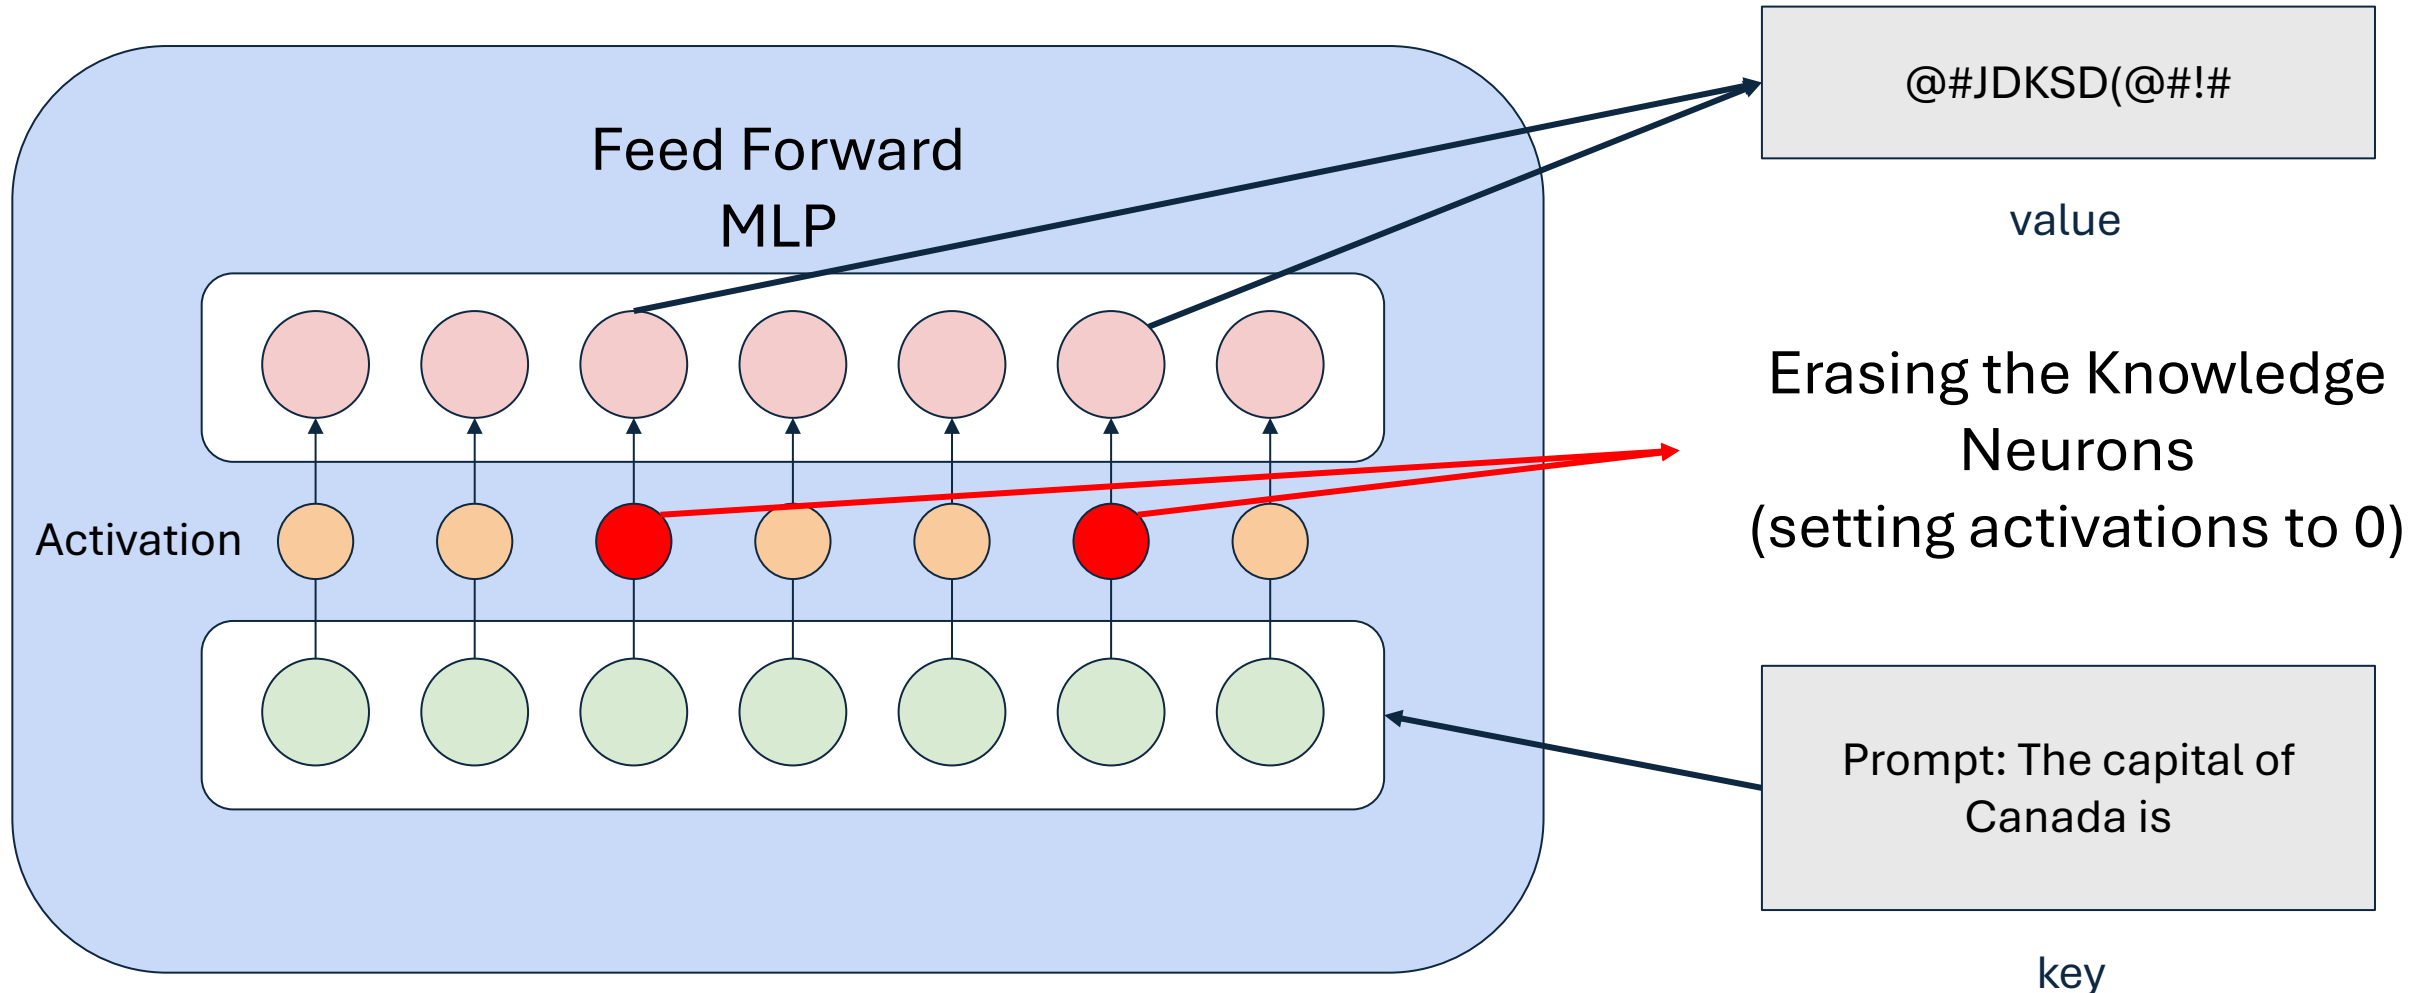 @#JDKSD(@#!#
Feed Forward
MLP
value
Erasing the Knowledge
Neurons
(setting activations to 0)
Activation
Prompt: The capital of
Canada is
key